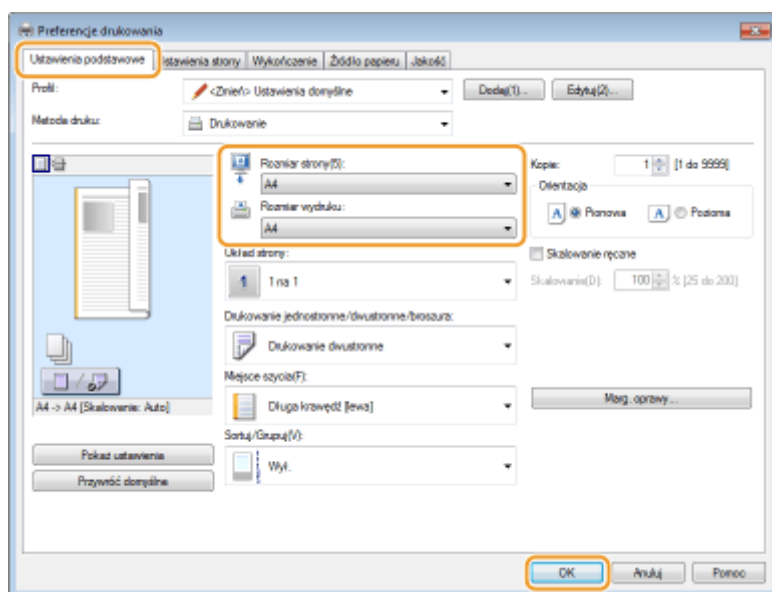 Preferencje drukowania
Ustawienia podstawowe Ustawienia strony Wykończenie Źródło papieru Jakość
Profil: <Zmień> Ustawienia domyślne Dodaj(1)... Edytuj(2)...
Metoda druku: Drukowanie
Rozmiar strony(5):
A4
Rozmiar wydruku:
A4
Kopie: 1 [1 do 9999]
Orientacja
A Pionowa A Pozioma
Układ strony:
1 1 na 1
Skalowanie ręczne
Skalowanie(D): 100 % [25 do 200]
Drukowanie jednostronne/dwustronne/broszura:
Drukowanie dwustronne
Miejsce szycia(F):
Długa krawędź [lewa]
Marg. oprawy...
A4 -> A4 [Skalowanie: Auto]
Sortuj/Grupuj(V):
Wył.
Pokaż ustawienia
Przywróć domyślne
OK Anuluj Pomoc